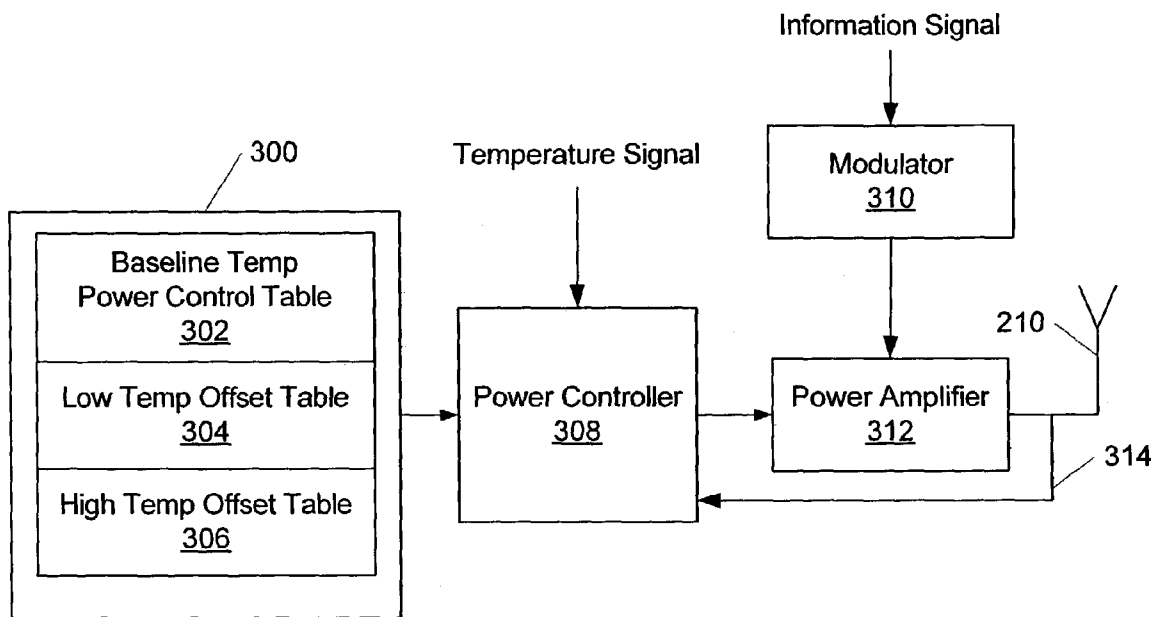 Information Signal
300
Temperature Signal
Modulator
310
Baseline Temp
Power Control Table
302
210
Low Temp Offset Table
304
Power Controller
308
Power Amplifier
312
314
High Temp Offset Table
306